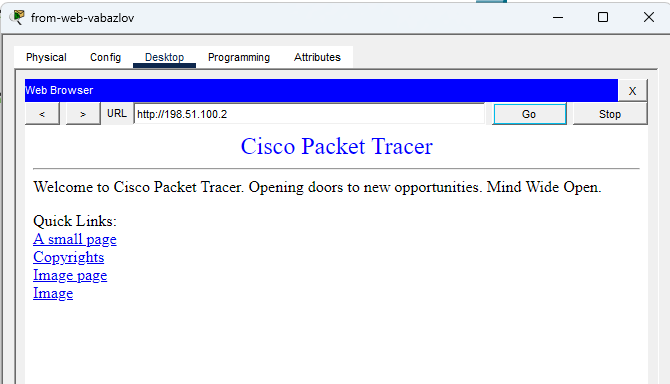 from-web-vabazlov
Physical Config Desktop Programming Attributes
Web Browser X
< > URL http://198.51.100.2 Go Stop
Cisco Packet Tracer
Welcome to Cisco Packet Tracer. Opening doors to new opportunities. Mind Wide Open.
Quick Links:
A small page
Copyrights
Image page
Image